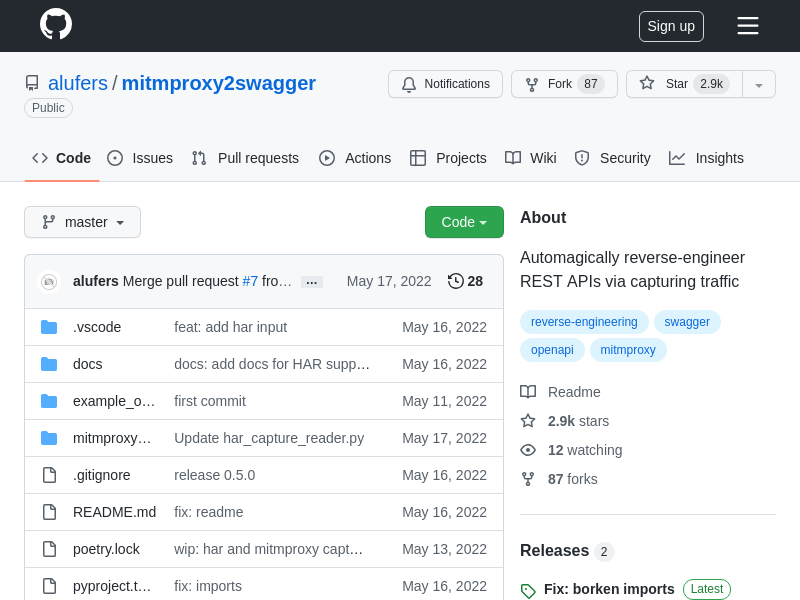 Sign up
alufers / mitmproxy2swagger
Public
Notifications
Fork 87
Star 2.9k
Code
Issues
Pull requests
Actions
Projects
Wiki
Security
Insights
master
Code
alufers Merge pull request #7 fro… … May 17, 2022 28
.vscode feat: add har input May 16, 2022
docs docs: add docs for HAR supp… May 16, 2022
example_o… first commit May 11, 2022
mitmproxy… Update har_capture_reader.py May 17, 2022
.gitignore release 0.5.0 May 16, 2022
README.md fix: readme May 16, 2022
poetry.lock wip: har and mitmproxy capt… May 13, 2022
pyproject.t… fix: imports May 16, 2022
About
Automagically reverse-engineer
REST APIs via capturing traffic
reverse-engineering swagger
openapi mitmproxy
Readme
2.9k stars
12 watching
87 forks
Releases 2
Fix: borken imports Latest